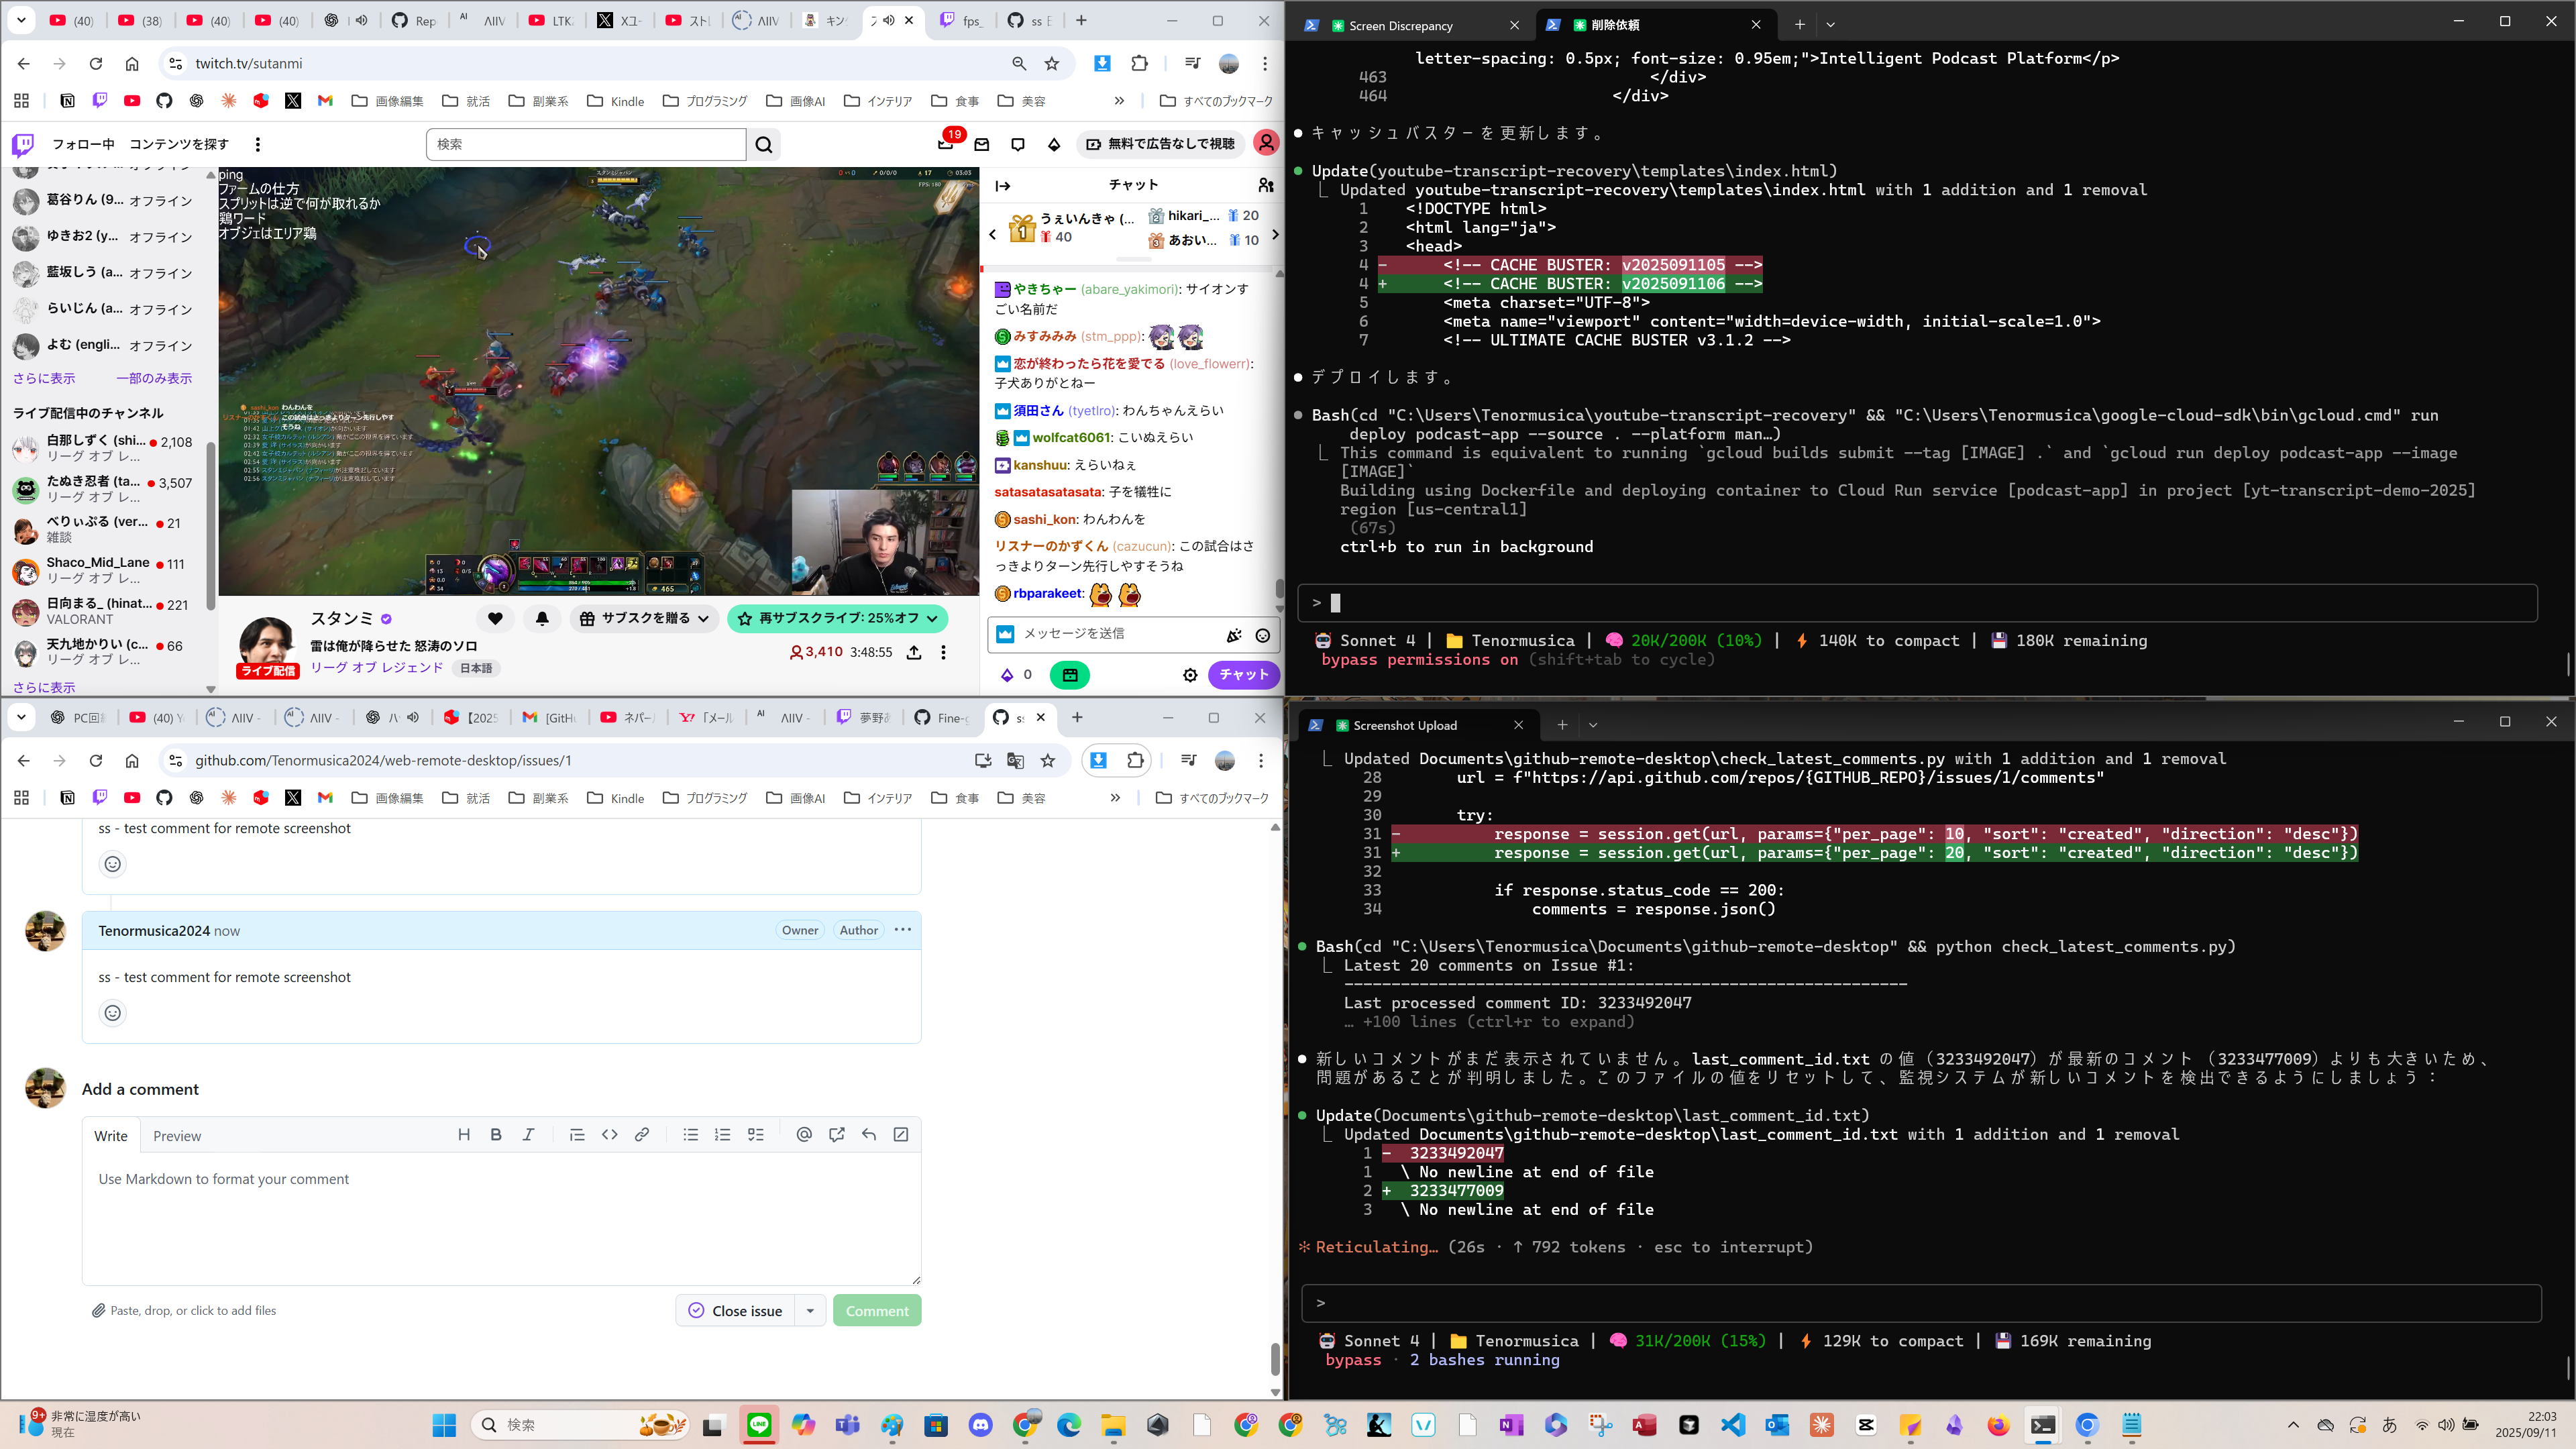 (40)
(38)
(40)
(40)
Rep
ΛIIV
LTK
Xユー
スト
ΛIIV
キン
fps_
ss
twitch.tv/sutanmi
画像編集
就活
副業系
Kindle
プログラミング
画像AI
インテリア
食事
美容
すべてのブックマーク
フォロー中
コンテンツを探す
検索
19
無料で広告なしで視聴
葛谷りん (9...
オフライン
ゆきお2 (y...
オフライン
藍坂しう (a...
オフライン
らいじん (a...
オフライン
よむ (engli...
オフライン
さらに表示
一部のみ表示
ライブ配信中のチャンネル
白那しずく (shi...
2,108
リーグ オブ レ...
たぬき忍者 (ta...
3,507
リーグ オブ レ...
べりぃぷる (ver...
21
雑談
Shaco_Mid_Lane
111
リーグ オブ レ...
日向まる_ (hinat...
221
VALORANT
天九地かりい (c...
66
リーグ オブ レ...
さらに表示
ping
ファームの仕方
スプリットは逆で何が取れるか
鶏ワード
オブジェはエリア鶏
スタンミ
雷は俺が降らせた 怒涛のソロ
リーグ オブ レジェンド
日本語
ライブ配信
サブスクを贈る
再サブスクライブ: 25%オフ
3,410
3:48:55
チャット
うぇいんきゃ (...
40
hikari_...
20
あおい...
10
やきちゃー (abare_yakimori): サイオンす
ごい名前だ
みすみみみ (stm_ppp):
恋が終わったら花を愛でる (love_flowerr):
子犬ありがとねー
須田さん (tyetlro): わんちゃんえらい
wolfcat6061: こいぬえらい
kanshuu: えらいねぇ
satasatasatasata: 子を犠牲に
sashi_kon: わんわんを
リスナーのかずくん (cazucun): この試合はさ
っきよりターン先行しやすそうね
rbparakeet:
メッセージを送信
0
チャット
Screen Discrepancy
削除依頼
letter-spacing: 0.5px; font-size: 0.95em;">Intelligent Podcast Platform</p>
463 </div>
464 </div>
● キャッシュバスターを更新します。
● Update(youtube-transcript-recovery\templates\index.html)
Updated youtube-transcript-recovery\templates\index.html with 1 addition and 1 removal
1 <!DOCTYPE html>
2 <html lang="ja">
3 <head>
4 - <!-- CACHE BUSTER: v2025091105 -->
4 + <!-- CACHE BUSTER: v2025091106 -->
5 <meta charset="UTF-8">
6 <meta name="viewport" content="width=device-width, initial-scale=1.0">
7 <!-- ULTIMATE CACHE BUSTER v3.1.2 -->
● デプロイします。
● Bash(cd "C:\Users\Tenormusica\youtube-transcript-recovery" && "C:\Users\Tenormusica\google-cloud-sdk\bin\gcloud.cmd" run
deploy podcast-app --source . --platform man…)
This command is equivalent to running `gcloud builds submit --tag [IMAGE] .` and `gcloud run deploy podcast-app --image
[IMAGE]`
Building using Dockerfile and deploying container to Cloud Run service [podcast-app] in project [yt-transcript-demo-2025]
region [us-central1]
(67s)
ctrl+b to run in background
>
Sonnet 4 | Tenormusica | 20K/200K (10%) | 140K to compact | 180K remaining
bypass permissions on (shift+tab to cycle)
PC回
(40) Y
ΛIIV -
ΛIIV -
【2025
[GitHu
ネパー
「メール
ΛIIV -
夢野あ
Fine-g
github.com/Tenormusica2024/web-remote-desktop/issues/1
画像編集
就活
副業系
Kindle
プログラミング
画像AI
インテリア
食事
美容
すべてのブックマーク
ss - test comment for remote screenshot
Tenormusica2024 now
Owner
Author
ss - test comment for remote screenshot
Add a comment
Write
Preview
Use Markdown to format your comment
Paste, drop, or click to add files
Close issue
Comment
Screenshot Upload
Updated Documents\github-remote-desktop\check_latest_comments.py with 1 addition and 1 removal
28 url = f"https://api.github.com/repos/{GITHUB_REPO}/issues/1/comments"
29
30 try:
31 - response = session.get(url, params={"per_page": 10, "sort": "created", "direction": "desc"})
31 + response = session.get(url, params={"per_page": 20, "sort": "created", "direction": "desc"})
32
33 if response.status_code == 200:
34 comments = response.json()
● Bash(cd "C:\Users\Tenormusica\Documents\github-remote-desktop" && python check_latest_comments.py)
Latest 20 comments on Issue #1:
------------------------------------------------------------
Last processed comment ID: 3233492047
… +100 lines (ctrl+r to expand)
● 新しいコメントがまだ表示されていません。last_comment_id.txt の値（3233492047）が最新のコメント（3233477009）よりも大きいため、
問題があることが判明しました。このファイルの値をリセットして、監視システムが新しいコメントを検出できるようにしましょう：
● Update(Documents\github-remote-desktop\last_comment_id.txt)
Updated Documents\github-remote-desktop\last_comment_id.txt with 1 addition and 1 removal
1 - 3233492047
1 \ No newline at end of file
2 + 3233477009
3 \ No newline at end of file
Reticulating… (26s · ↑ 792 tokens · esc to interrupt)
>
Sonnet 4 | Tenormusica | 31K/200K (15%) | 129K to compact | 169K remaining
bypass · 2 bashes running
9+
非常に湿度が高い
現在
検索
あ
22:03
2025/09/11